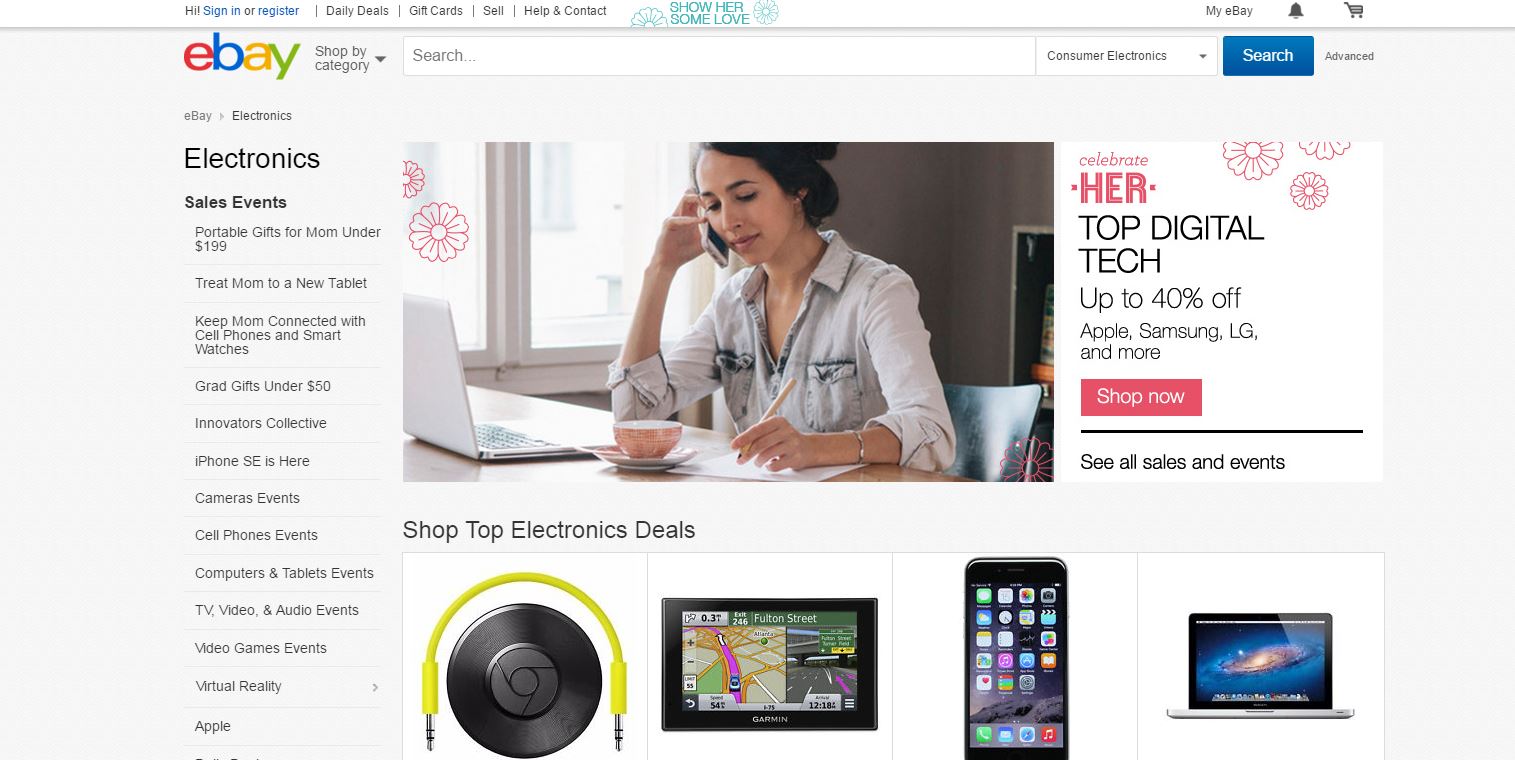 Hi! Sign in or register
Daily Deals
Gift Cards
Sell
Help & Contact
SHOW HER
SOME LOVE
My eBay
ebay
Shop by
category
Search...
Consumer Electronics
Search
Advanced
eBay
Electronics
Electronics
Sales Events
Portable Gifts for Mom Under
$199
Treat Mom to a New Tablet
Keep Mom Connected with
Cell Phones and Smart
Watches
Grad Gifts Under $50
Innovators Collective
iPhone SE is Here
Cameras Events
Cell Phones Events
Computers & Tablets Events
TV, Video, & Audio Events
Video Games Events
Virtual Reality
Apple
celebrate
HER
TOP DIGITAL
TECH
Up to 40% off
Apple, Samsung, LG,
and more
Shop now
See all sales and events
Shop Top Electronics Deals
0.3
Exit
246
Fulton Street
Atlanta
Fulton Street
Turner Field
LIMIT
55
Speed
54
I-75
Arrival
12:18
GARMIN